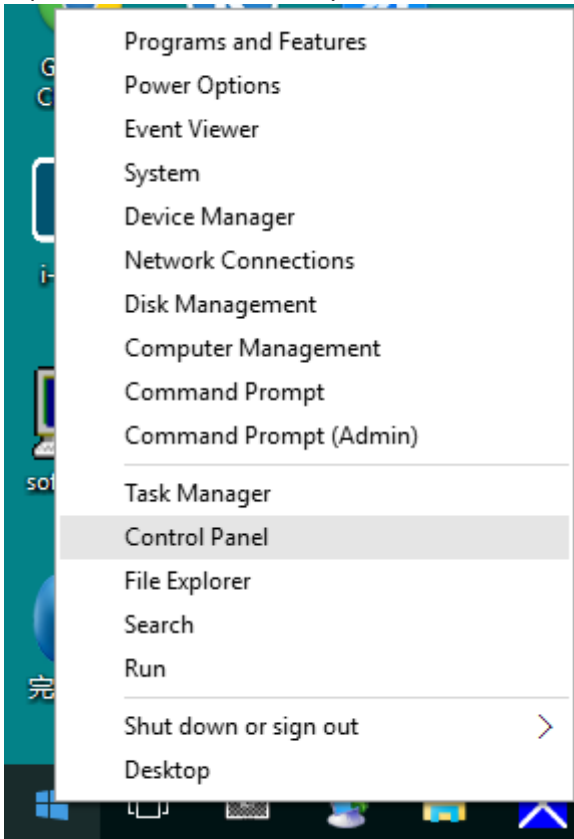 Programs and Features
Power Options
Event Viewer
System
Device Manager
Network Connections
Disk Management
Computer Management
Command Prompt
Command Prompt (Admin)
Task Manager
Control Panel
File Explorer
Search
Run
Shut down or sign out
Desktop